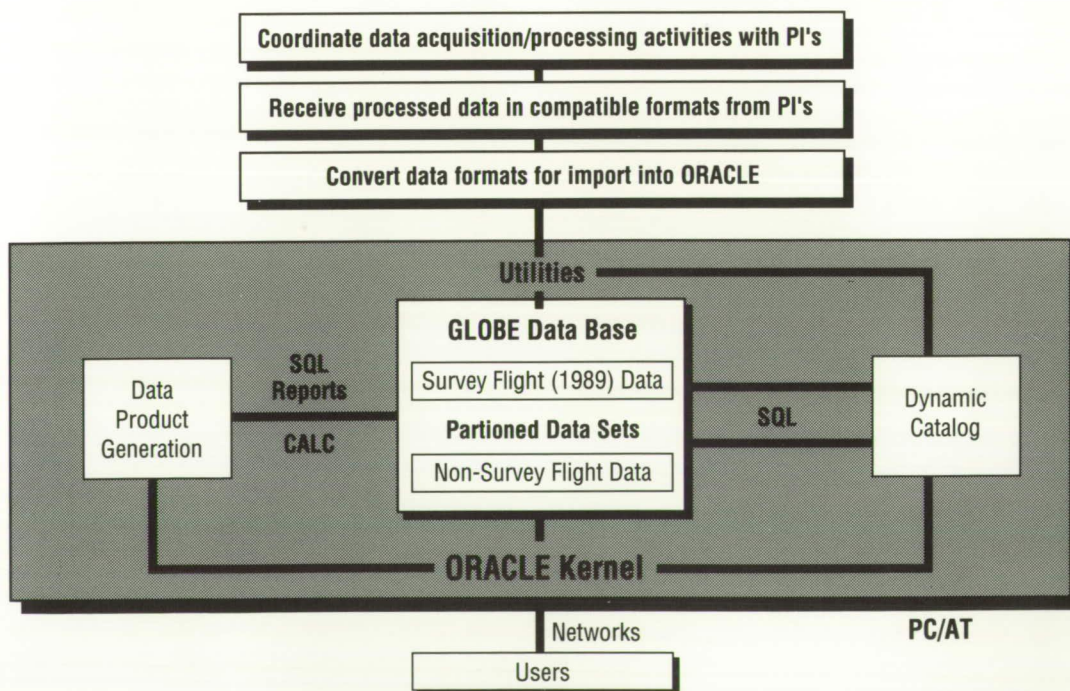 Coordinate data acquisition/processing activities with PI's
Receive processed data in compatible formats from PI's
Convert data formats for import into ORACLE
Utilities
GLOBE Data Base
Survey Flight (1989) Data
Partioned Data Sets
Non-Survey Flight Data
Data
Product
Generation
SQL
Reports
CALC
SQL
Dynamic
Catalog
ORACLE Kernel
Networks
PC/AT
Users